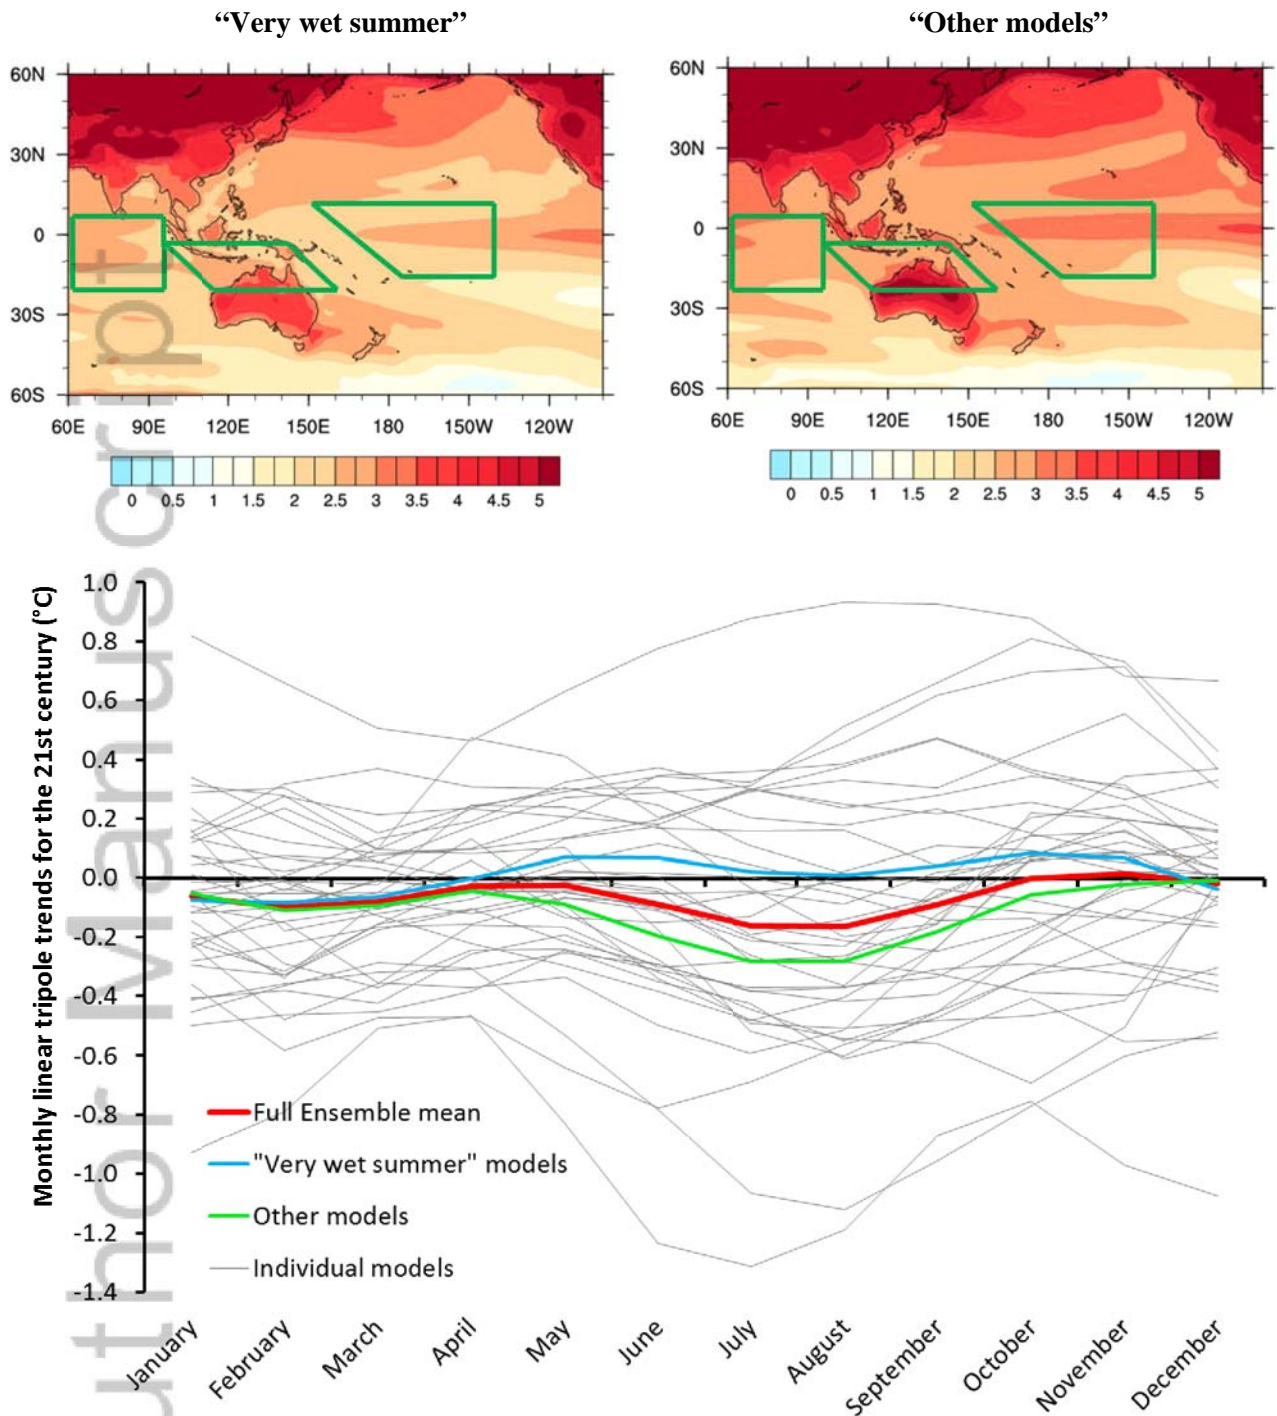 “Very wet summer”
“Other models”
60N
30N
0
30S
60S
60E 90E 120E 150E 180 150W 120W
0 0.5 1 1.5 2 2.5 3 3.5 4 4.5 5
60N
30N
0
30S
60S
60E 90E 120E 150E 180 150W 120W
0 0.5 1 1.5 2 2.5 3 3.5 4 4.5 5
Monthly linear tripole trends for the 21st century (°C)
1.0
0.8
0.6
0.4
0.2
0.0
-0.2
-0.4
-0.6
-0.8
-1.0
-1.2
-1.4
Full Ensemble mean
"Very wet summer" models
Other models
Individual models
January February March April May June July August September October November December
uthor Manuscript